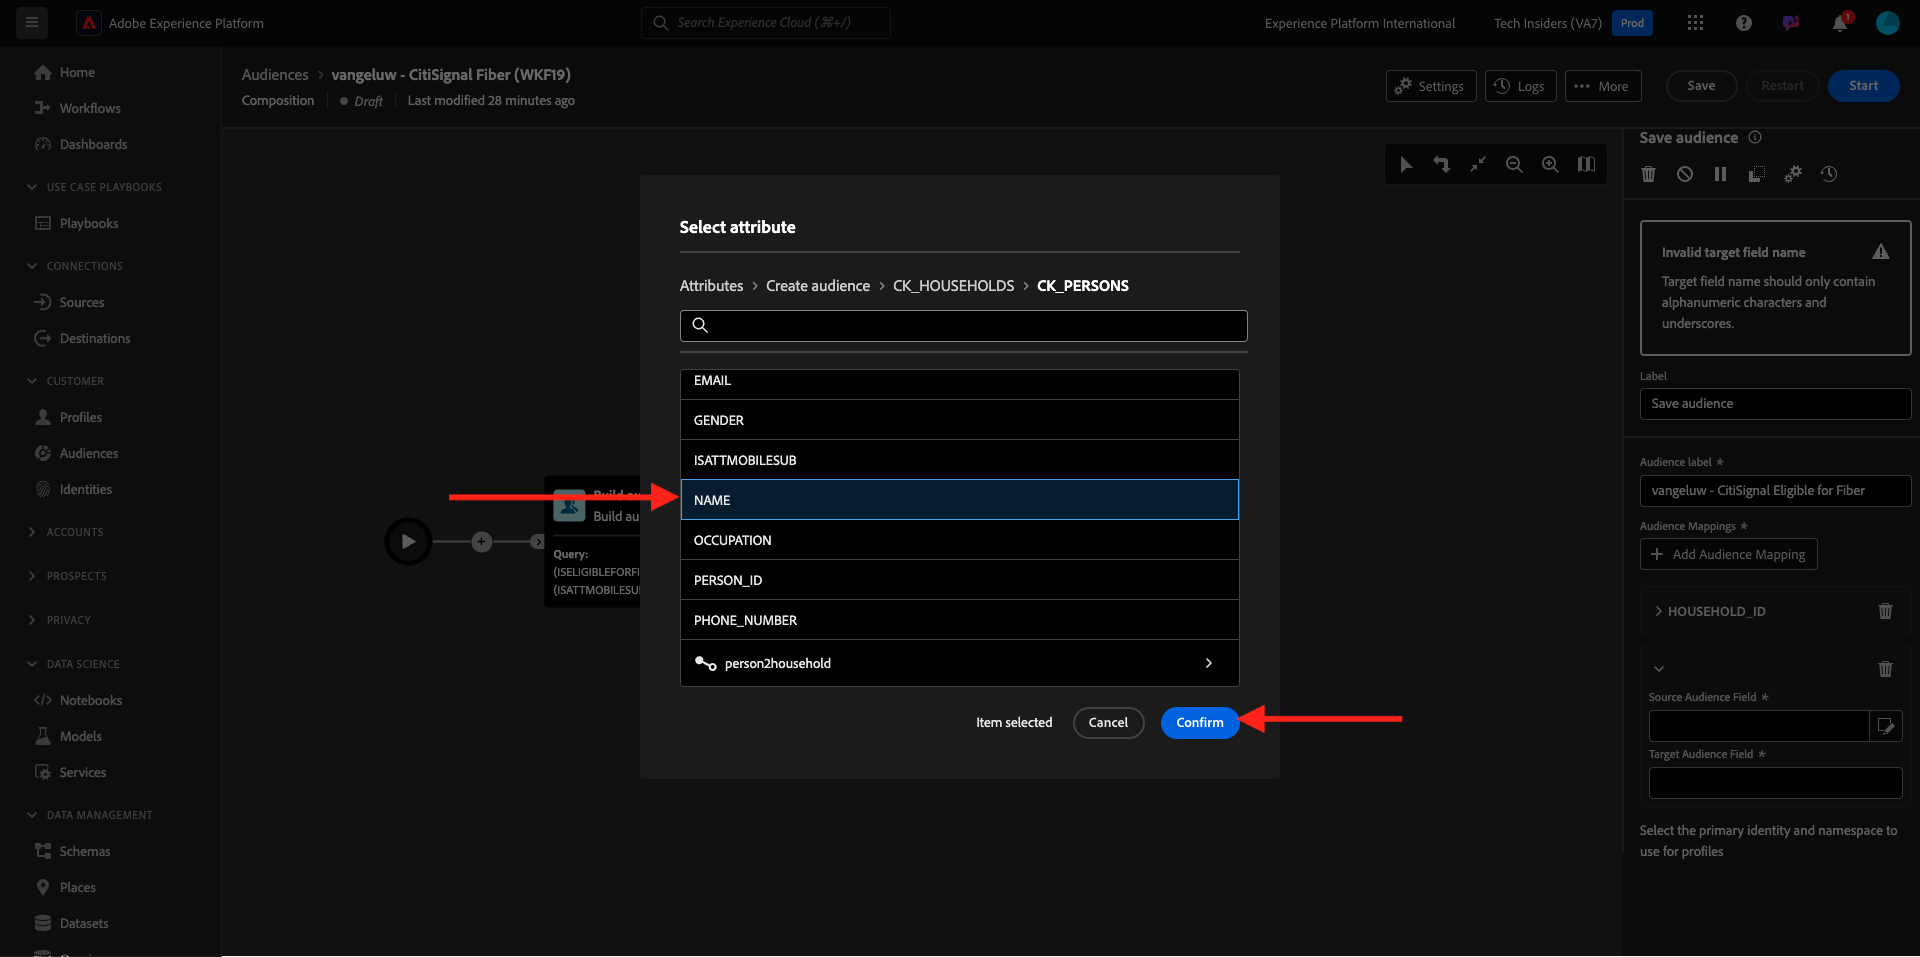 Adobe Experience Platform
Search Experience Cloud (⌘+/)
Experience Platform International
Tech Insiders (VA7)
Prod
1
Home
Workflows
Dashboards
USE CASE PLAYBOOKS
Playbooks
CONNECTIONS
Sources
Destinations
CUSTOMER
Profiles
Audiences
Identities
ACCOUNTS
PROSPECTS
PRIVACY
DATA SCIENCE
Notebooks
Models
Services
DATA MANAGEMENT
Schemas
Places
Datasets
Audiences > vangeluw - CitiSignal Fiber (WKF19)
Composition
Draft
Last modified 28 minutes ago
Settings
Logs
More
Save
Restart
Start
Build au
Query:
(ISELIGIBLEFORFI
(ISATTMOBILESU
Select attribute
Attributes > Create audience > CK_HOUSEHOLDS > CK_PERSONS
EMAIL
GENDER
ISATTMOBILESUB
NAME
OCCUPATION
PERSON_ID
PHONE_NUMBER
person2household
Item selected
Cancel
Confirm
Save audience
Invalid target field name
Target field name should only contain
alphanumeric characters and
underscores.
Label
Save audience
Audience label *
vangeluw - CitiSignal Eligible for Fiber
Audience Mappings *
Add Audience Mapping
HOUSEHOLD_ID
Source Audience Field *
Target Audience Field *
Select the primary identity and namespace to
use for profiles